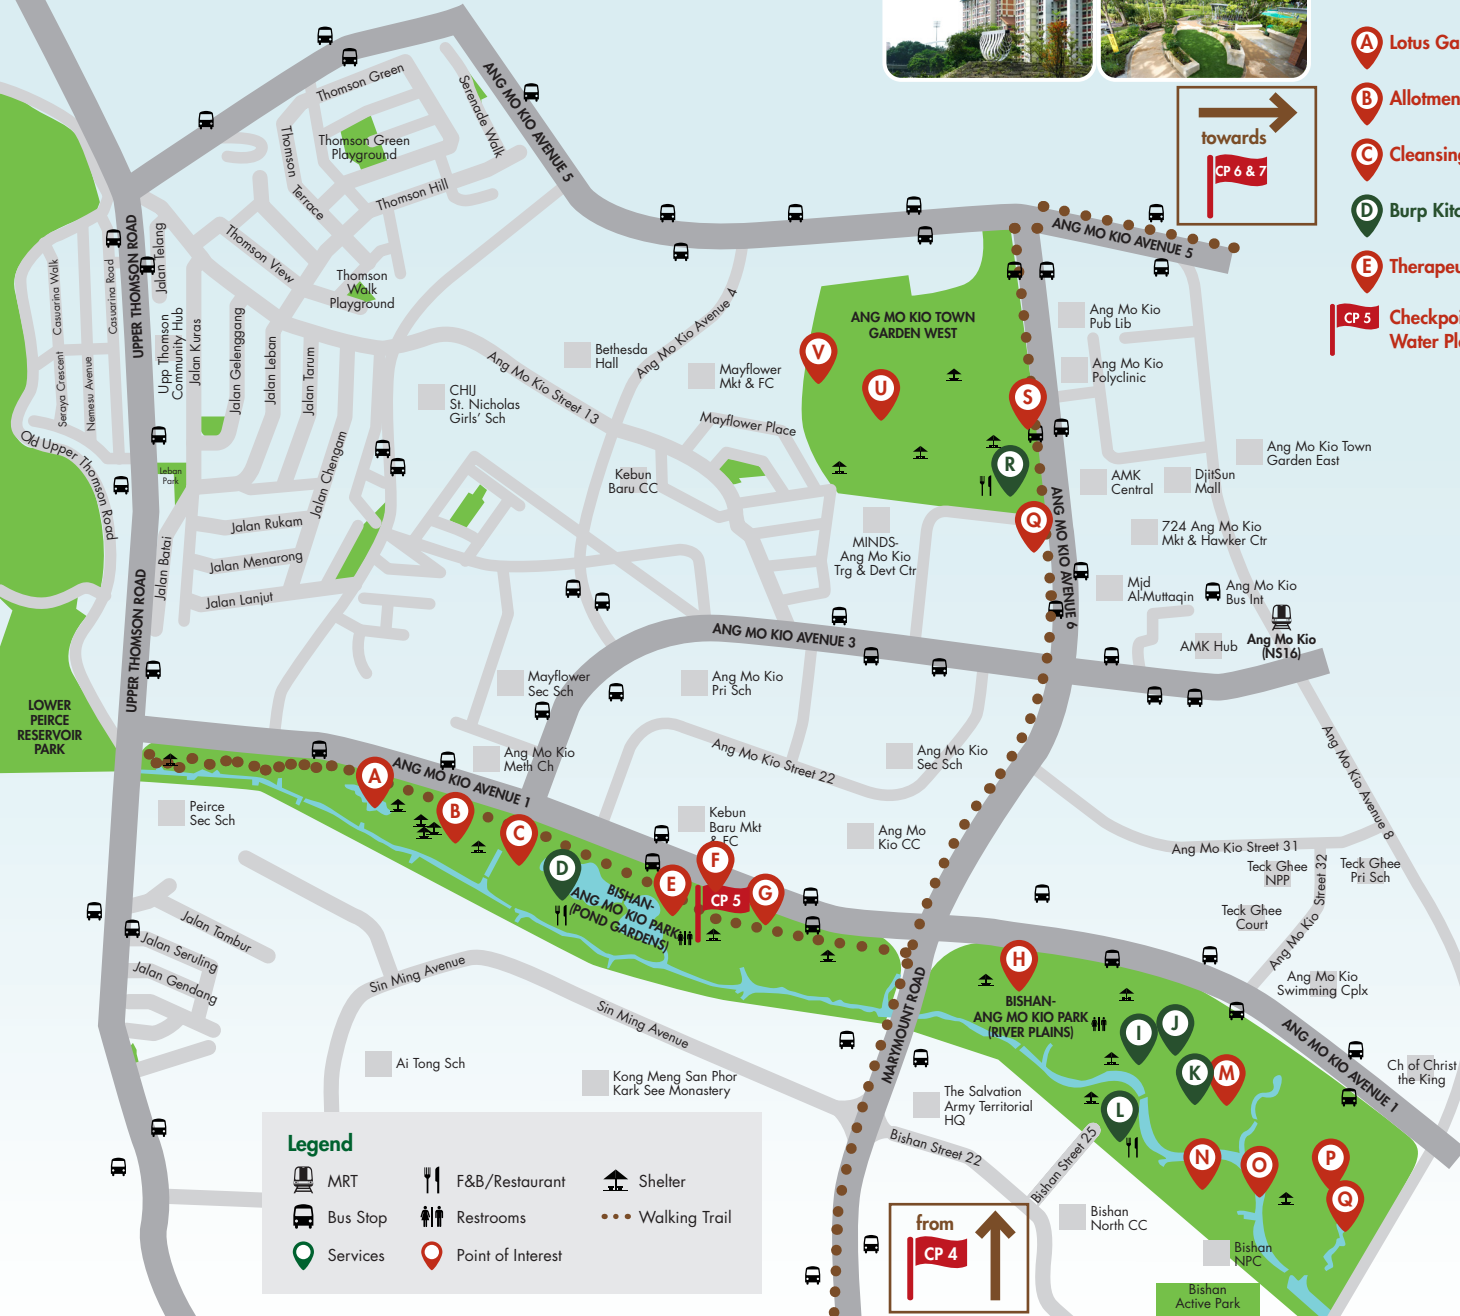 A Lotus Ga
B Allotmen
C Cleansing
D Burp Kitc
E Therapeu
CP 5 Checkpoi
Water Pl
towards
CP 6 & 7
Thomson Green
Thomson Green
Playground
Serenade Walk
ANG MO KIO AVENUE 5
Thomson Terrace
Thomson Hill
UPPER THOMSON ROAD
Jalan Telang
Thomson View
Thomson
Walk
Playground
ANG MO KIO AVENUE 5
Casuarina Walk
Casuarina Road
Seraya Crescent
Nemesu Avenue
Upp Thomson
Community Hub
Jalan Kuras
Jalan Gelenggang
Jalan Leban
Jalan Tarum
Ang Mo Kio Street 13
Ang Mo Kio Avenue 4
Bethesda
Hall
Mayflower
Mkt & FC
ANG MO KIO TOWN
GARDEN WEST
V
U
S
R
Q
Ang Mo Kio
Pub Lib
Ang Mo Kio
Polyclinic
CHIJ
St. Nicholas
Girls' Sch
Mayflower Place
Old Upper Thomson Road
Leban
Park
Jalan Chengam
Kebun
Baru CC
Ang Mo Kio Town
Garden East
AMK
Central
DjitSun
Mall
Jalan Rukam
Jalan Menarong
Jalan Lanjut
Jalan Batai
MINDS-
Ang Mo Kio
Trg & Devt Ctr
ANG MO KIO AVENUE 6
724 Ang Mo Kio
Mkt & Hawker Ctr
Mjd
Al-Muttaqin
Ang Mo Kio
Bus Int
Ang Mo Kio
(NS16)
AMK Hub
UPPER THOMSON ROAD
ANG MO KIO AVENUE 3
Mayflower
Sec Sch
Ang Mo Kio
Pri Sch
LOWER
PEIRCE
RESERVOIR
PARK
Ang Mo Kio
Meth Ch
Ang Mo Kio Street 22
Ang Mo Kio
Sec Sch
Ang Mo Kio Avenue 8
ANG MO KIO AVENUE 1
A
B
C
D
E
F
G
CP 5
Peirce
Sec Sch
Kebun
Baru Mkt
& FC
Ang Mo
Kio CC
Ang Mo Kio Street 31
Teck Ghee
NPP
Ang Mo Kio Street 32
Teck Ghee
Pri Sch
Teck Ghee
Court
BISHAN-
ANG MO KIO PARK
(POND GARDENS)
Jalan Tambur
Jalan Seruling
Jalan Gendang
Sin Ming Avenue
Sin Ming Avenue
MARYMOUNT ROAD
H
BISHAN-
ANG MO KIO PARK
(RIVER PLAINS)
Ang Mo Kio
Swimming Cplx
ANG MO KIO AVENUE 1
I
J
K
M
L
N
O
P
Q
Ch of Christ
the King
Ai Tong Sch
Kong Meng San Phor
Kark See Monastery
The Salvation
Army Territorial
HQ
Bishan Street 22
Bishan Street 25
Bishan
North CC
Bishan
NPC
Bishan
Active Park
from
CP 4
Legend
MRT
F&B/Restaurant
Shelter
Bus Stop
Restrooms
Walking Trail
Services
Point of Interest